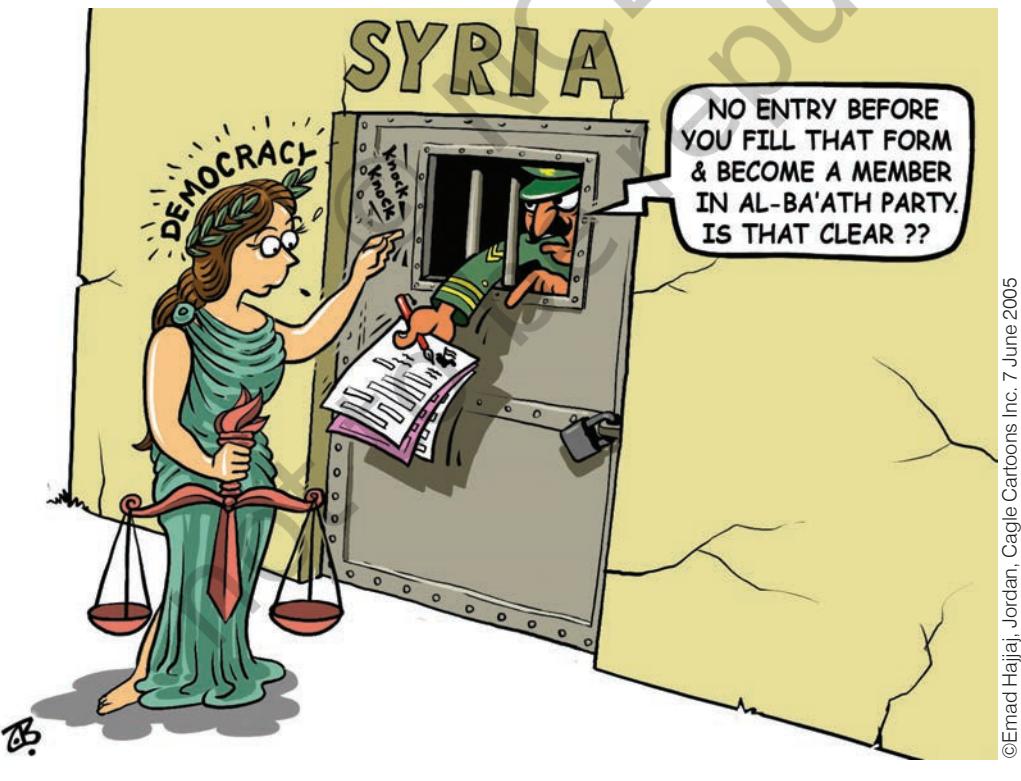 SYRIA
DEMOCRACY
Knock
Knock
NO ENTRY BEFORE
YOU FILL THAT FORM
& BECOME A MEMBER
IN AL-BA'ATH PARTY.
IS THAT CLEAR ??
©Emad Hajjaj, Jordan, Cagle Cartoons Inc. 7 June 2005